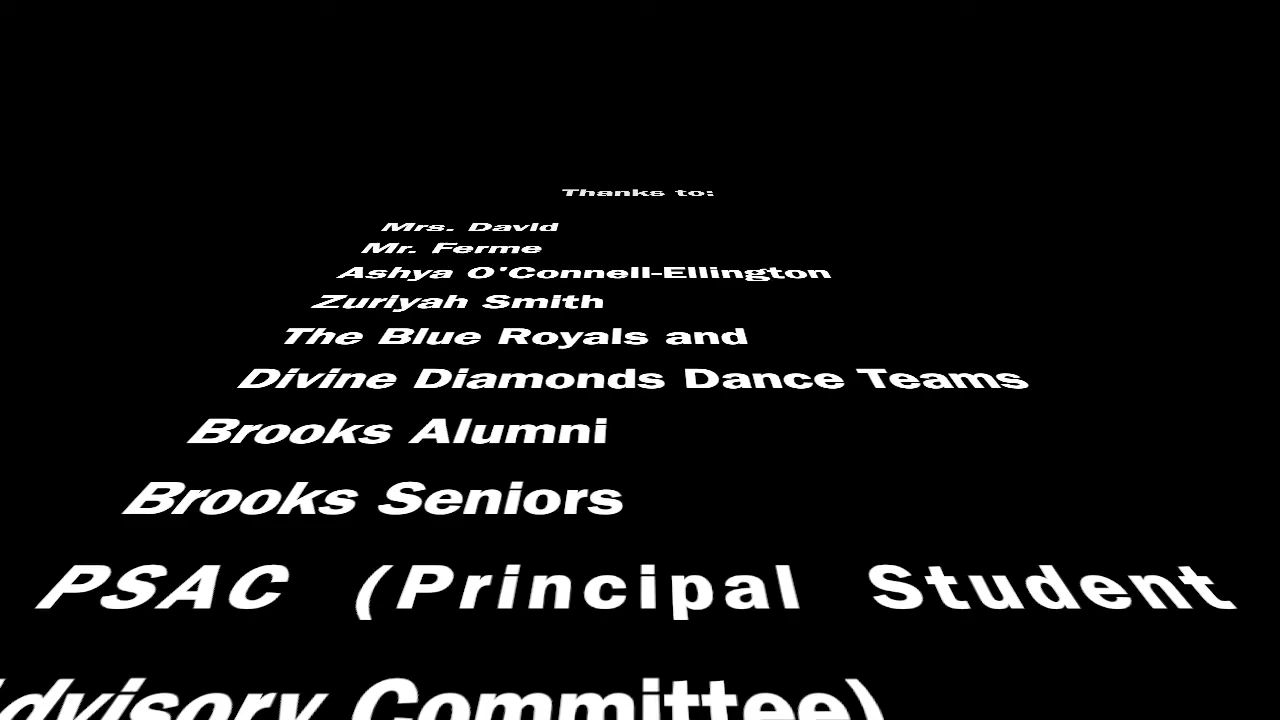 Thanks to:
Mrs. David
Mr. Ferme
Ashya O'Connell-Ellington
Zuriyah Smith
The Blue Royals and
Divine Diamonds Dance Teams
Brooks Alumni
Brooks Seniors
PSAC (Principal Student
Advisory Committee)